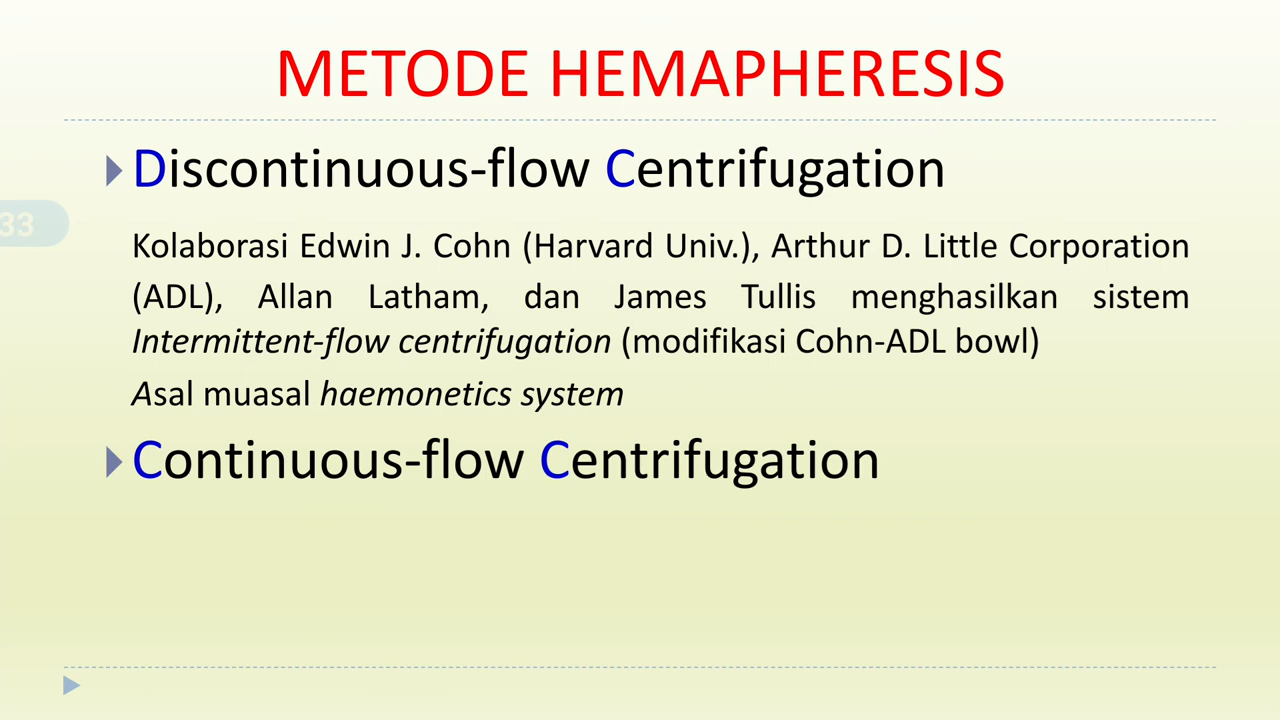 METODE HEMAPHERESIS
Discontinuous-flow Centrifugation
33
Kolaborasi Edwin J. Cohn (Harvard Univ.), Arthur D. Little Corporation
(ADL), Allan Latham, dan James Tullis menghasilkan sistem
Intermittent-flow centrifugation (modifikasi Cohn-ADL bowl)
Asal muasal haemonetics system
Continuous-flow Centrifugation